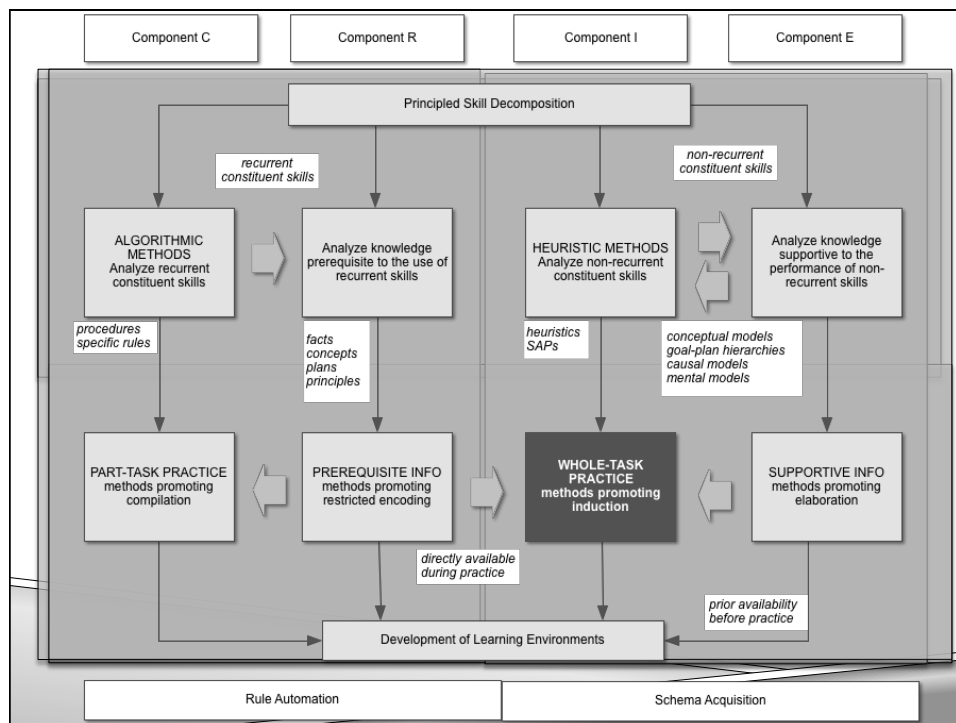 Component C
Component R
Component I
Component E
Principled Skill Decomposition
recurrent
constituent skills
non-recurrent
constituent skills
ALGORITHMIC
METHODS
Analyze recurrent
constituent skills
Analyze knowledge
prerequisite to the use of
recurrent skills
HEURISTIC METHODS
Analyze non-recurrent
constituent skills
Analyze knowledge
supportive to the
performance of non-
recurrent skills
procedures
specific rules
facts
concepts
plans
principles
heuristics
SAPs
conceptual models
goal-plan hierarchies
causal models
mental models
PART-TASK PRACTICE
methods promoting
compilation
PREREQUISITE INFO
methods promoting
restricted encoding
WHOLE-TASK
PRACTICE
methods promoting
induction
SUPPORTIVE INFO
methods promoting
elaboration
directly available
during practice
prior availability
before practice
Development of Learning Environments
Rule Automation
Schema Acquisition